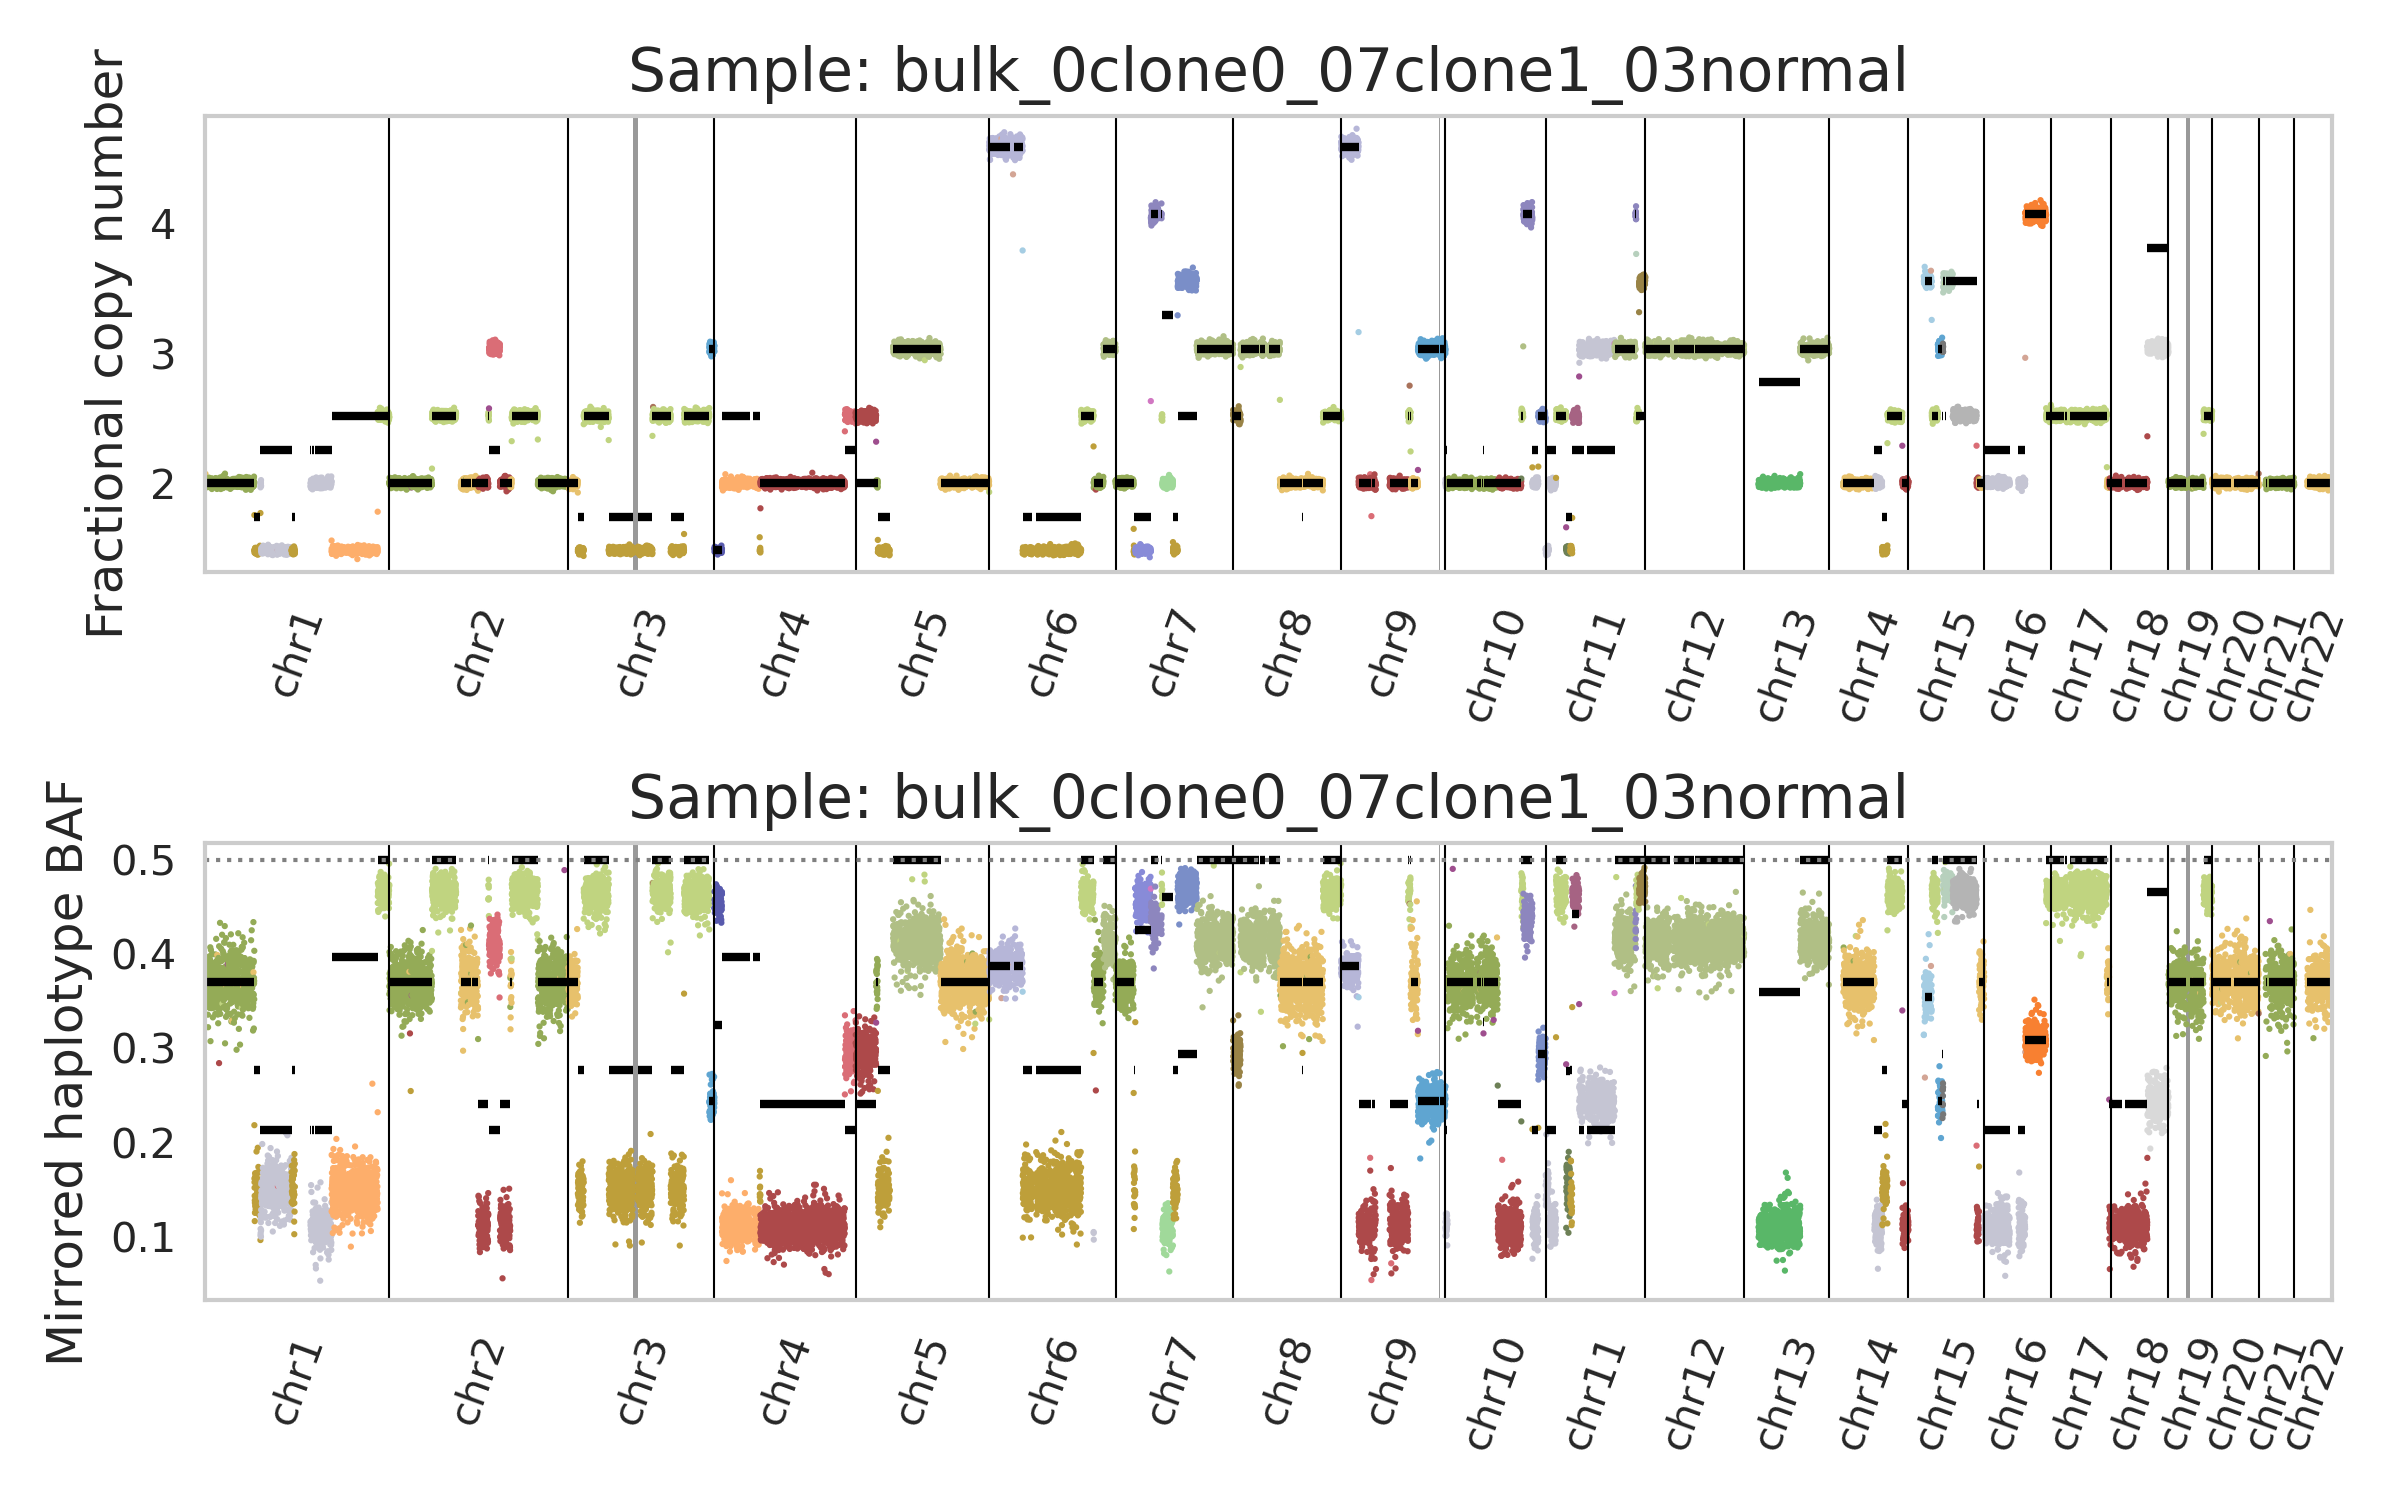 Sample: bulk_0clone0_07clone1_03normal
Fractional copy number
4
3
2
chr1 chr2 chr3 chr4 chr5 chr6 chr7 chr8 chr9 chr10 chr11 chr12 chr13 chr14 chr15 chr16 chr17 chr18 chr19 chr20 chr21 chr22
Sample: bulk_0clone0_07clone1_03normal
Mirrored haplotype BAF
0.5
0.4
0.3
0.2
0.1
chr1 chr2 chr3 chr4 chr5 chr6 chr7 chr8 chr9 chr10 chr11 chr12 chr13 chr14 chr15 chr16 chr17 chr18 chr19 chr20 chr21 chr22